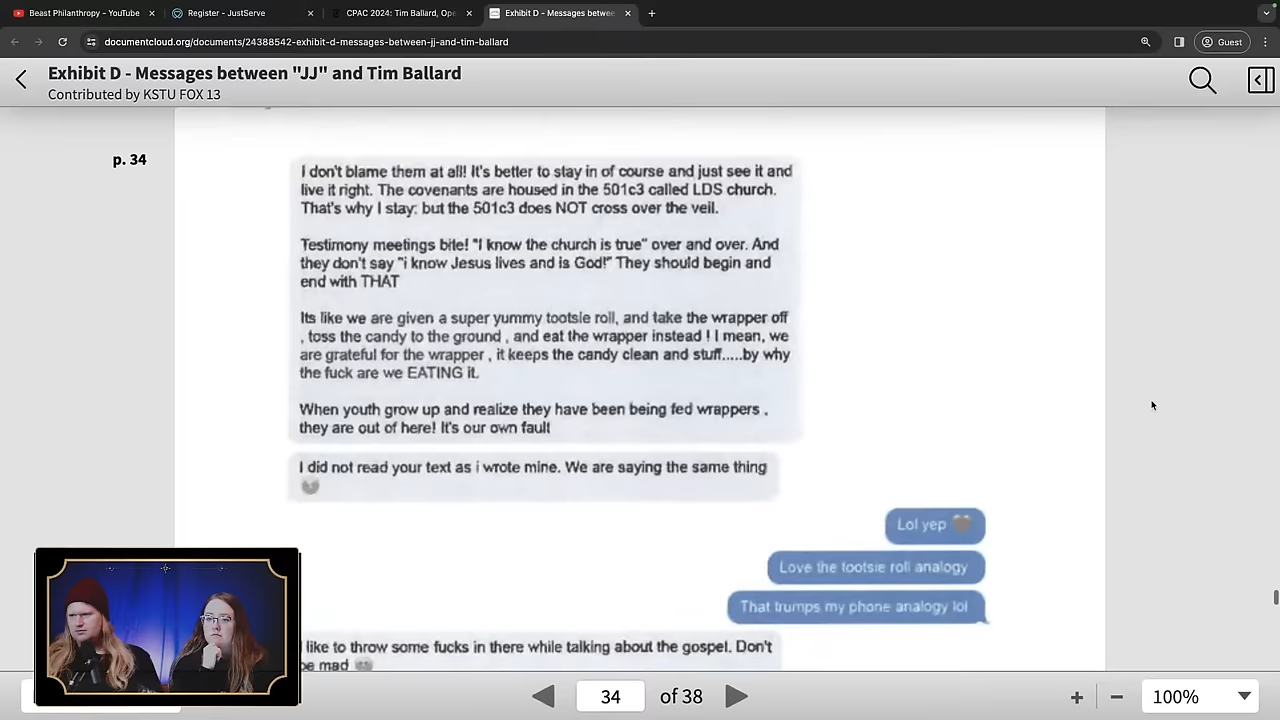 Beast Philanthropy - YouTube
Register - JustServe
CPAC 2024: Tim Ballard, Ope
Exhibit D - Messages betwee
documentcloud.org/documents/24388542-exhibit-d-messages-between-jj-and-tim-ballard
Guest
Exhibit D - Messages between "JJ" and Tim Ballard
Contributed by KSTU FOX 13
p. 34
I don't blame them at all! It's better to stay in of course and just see it and
live it right. The covenants are housed in the 501c3 called LDS church.
That's why I stay: but the 501c3 does NOT cross over the veil.
Testimony meetings bite! "I know the church is true" over and over. And
they don't say "i know Jesus lives and is God!" They should begin and
end with THAT
Its like we are given a super yummy tootsie roll, and take the wrapper off
, toss the candy to the ground , and eat the wrapper instead ! I mean, we
are grateful for the wrapper , it keeps the candy clean and stuff.....by why
the fuck are we EATING it.
When youth grow up and realize they have been being fed wrappers ,
they are out of here! It's our own fault
I did not read your text as i wrote mine. We are saying the same thing
Lol yep
Love the tootsie roll analogy
That trumps my phone analogy lol
like to throw some fucks in there while talking about the gospel. Don't
be mad
34 of 38
100%